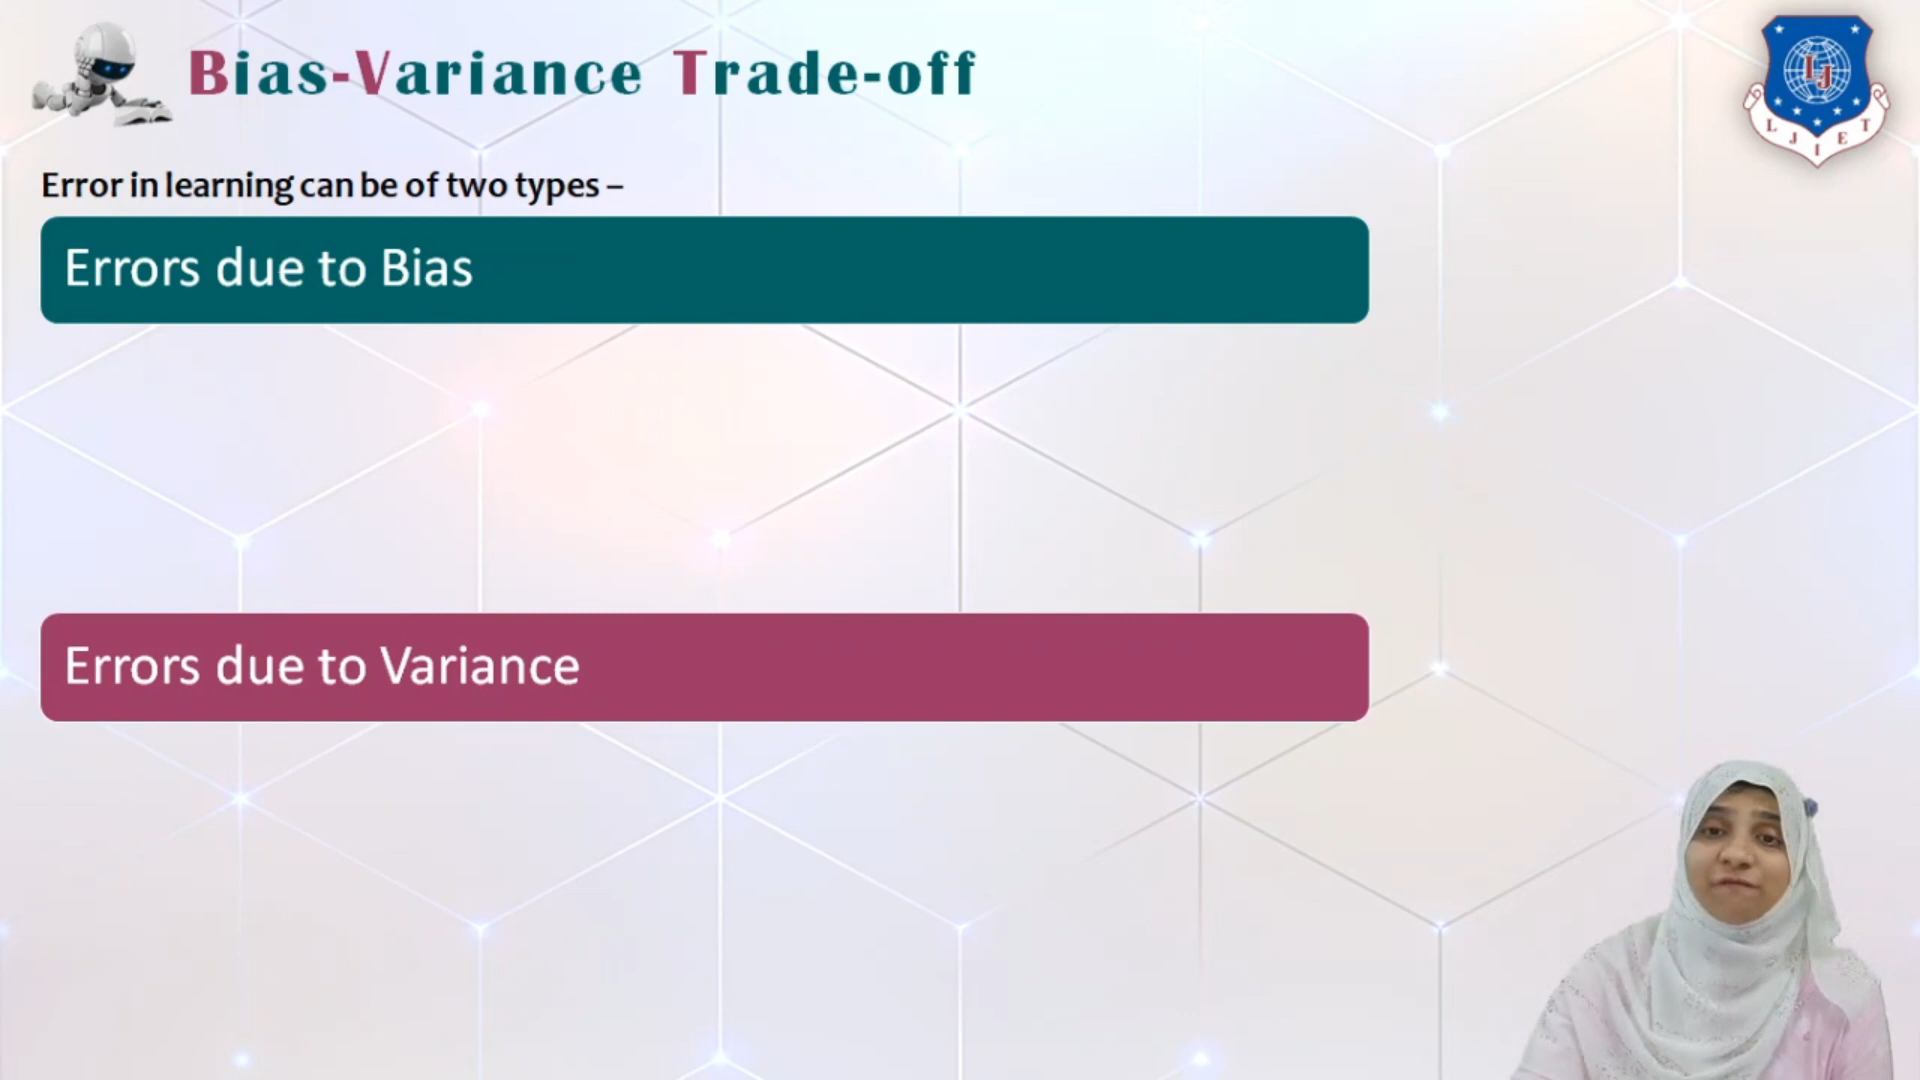 Bias-Variance Trade-off
Error in learning can be of two types –
Errors due to Bias
Errors due to Variance
LJ
L J I E T